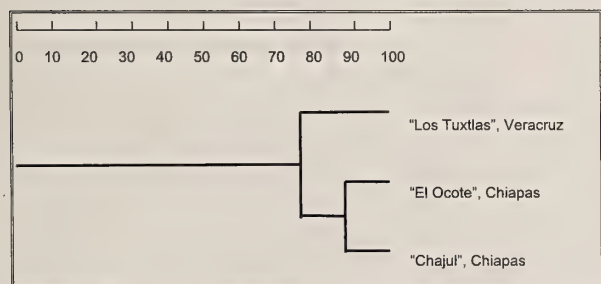 0 10 20 30 40 50 60 70 80 90 100
"Los Tuxtlas", Veracruz
"El Ocote", Chiapas
"Chajul", Chiapas